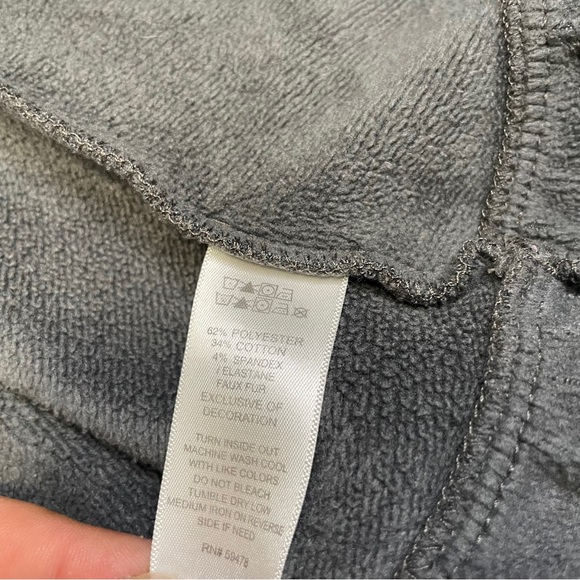 62% POLYESTER
34% COTTON
4% SPANDEX
/ ELASTANE
FAUX FUR
EXCLUSIVE OF
DECORATION
TURN INSIDE OUT
MACHINE WASH COOL
WITH LIKE COLORS
DO NOT BLEACH
TUMBLE DRY LOW
MEDIUM IRON ON REVERSE
SIDE IF NEED
RN# 59478